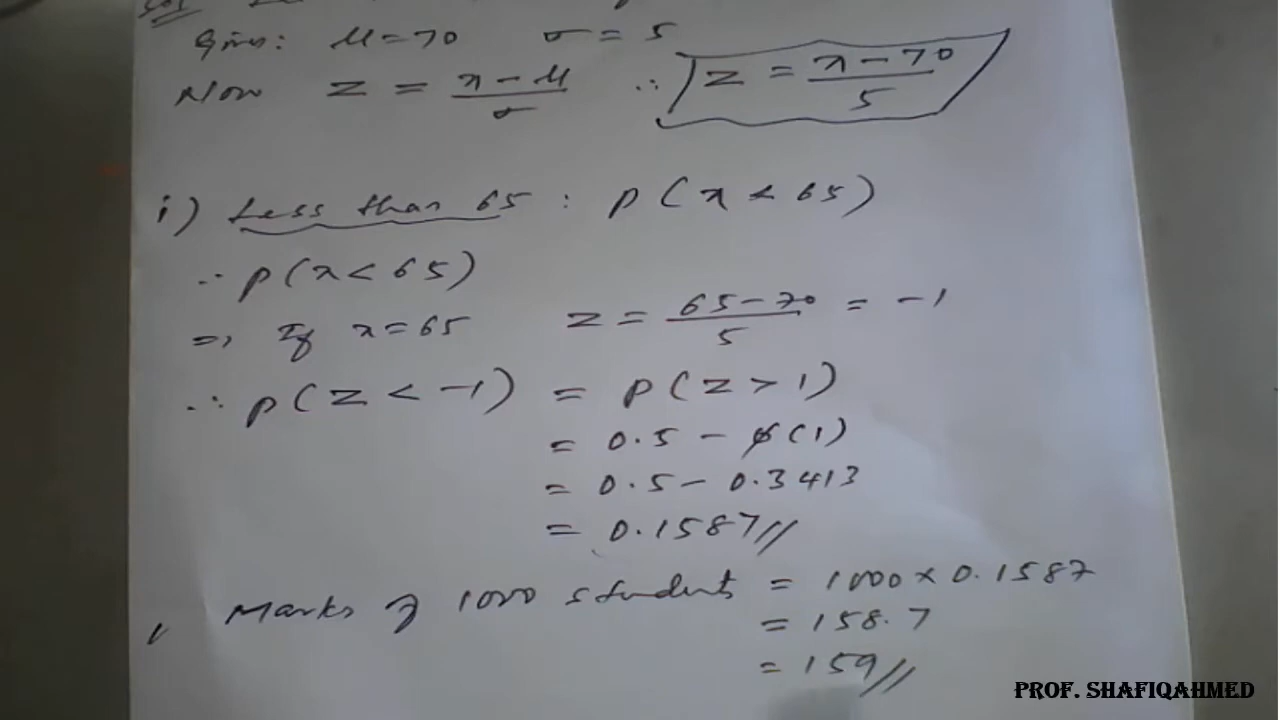 Given: μ = 70 σ = 5
Now z = (x - μ)/σ ∴ z = (x - 70)/5
i) Less than 65 : P(x < 65)
∴ P(x < 65)
⇒ If x = 65 z = (65 - 70)/5 = -1
∴ P(z < -1) = P(z > 1)
= 0.5 - φ(1)
= 0.5 - 0.3413
= 0.1587//
Marks of 1000 students = 1000 × 0.1587
= 158.7
= 159//
PROF. SHAFIQAHMED